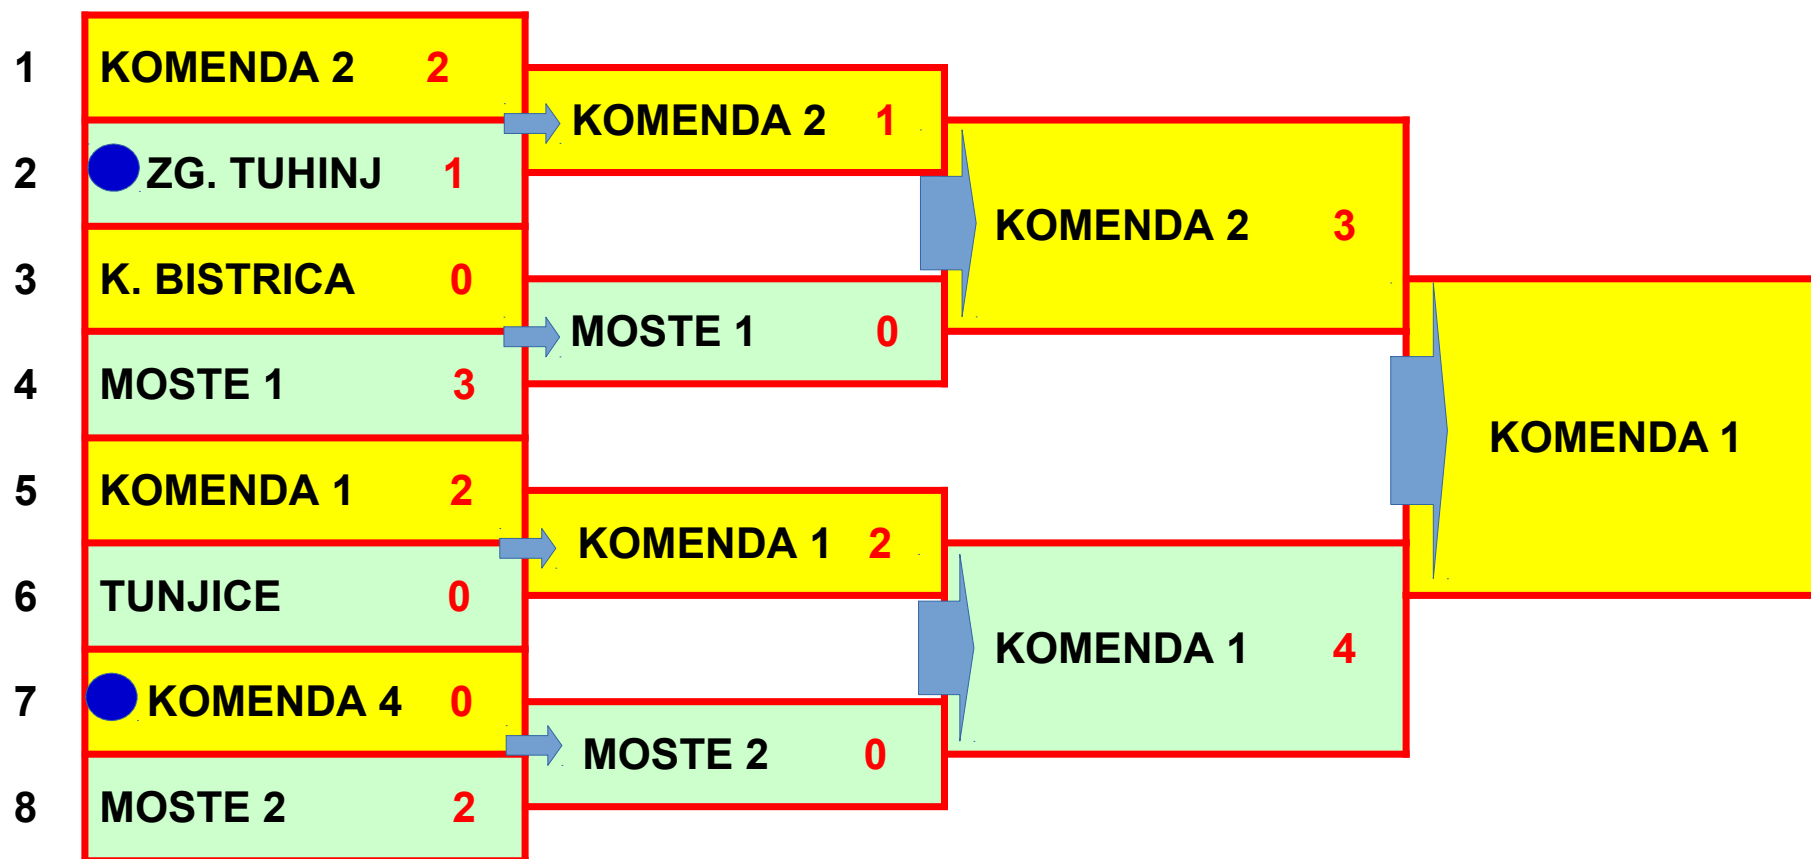 1 KOMENDA 2 2
KOMENDA 2 1
2 ZG. TUHINJ 1
KOMENDA 2 3
3 K. BISTRICA 0
MOSTE 1 0
4 MOSTE 1 3
KOMENDA 1
5 KOMENDA 1 2
KOMENDA 1 2
6 TUNJICE 0
KOMENDA 1 4
7 KOMENDA 4 0
MOSTE 2 0
8 MOSTE 2 2